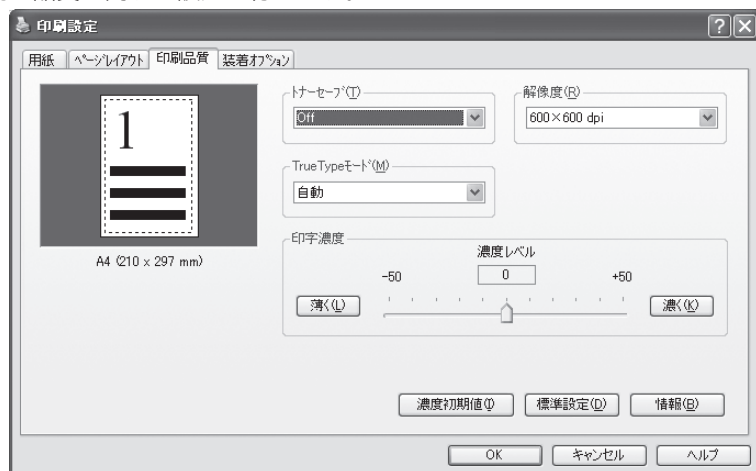 印刷設定
用紙 ページレイアウト 印刷品質 装着オプション
トナーセーブ(T) 解像度(R)
Off 600×600 dpi
1
TrueTypeモード(M)
自動
A4 (210 x 297 mm)
印字濃度
濃度レベル
-50 0 +50
薄く(L) 濃く(K)
濃度初期値(I) 標準設定(D) 情報(B)
OK キャンセル ヘルプ